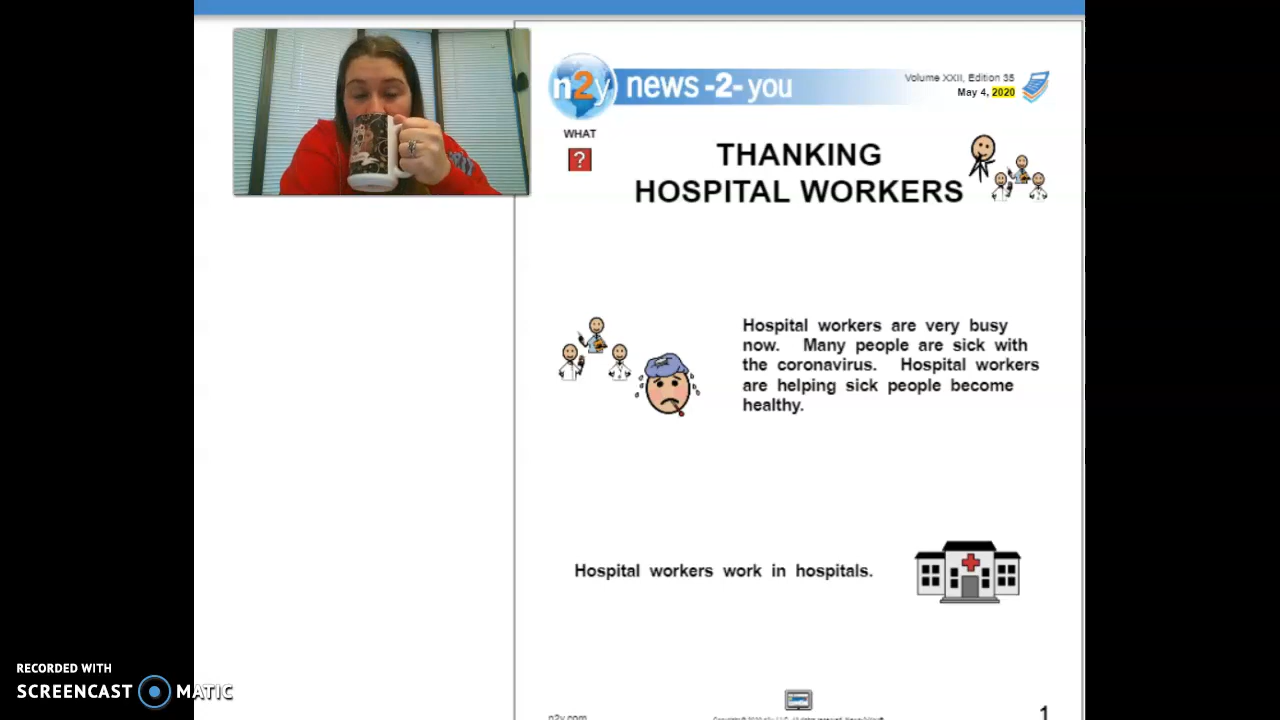 n2y news -2- you
Volume XXII, Edition 35
May 4, 2020
WHAT
?
THANKING
HOSPITAL WORKERS
Hospital workers are very busy
now. Many people are sick with
the coronavirus. Hospital workers
are helping sick people become
healthy.
Hospital workers work in hospitals.
n2y.com
1
RECORDED WITH
SCREENCAST MATIC